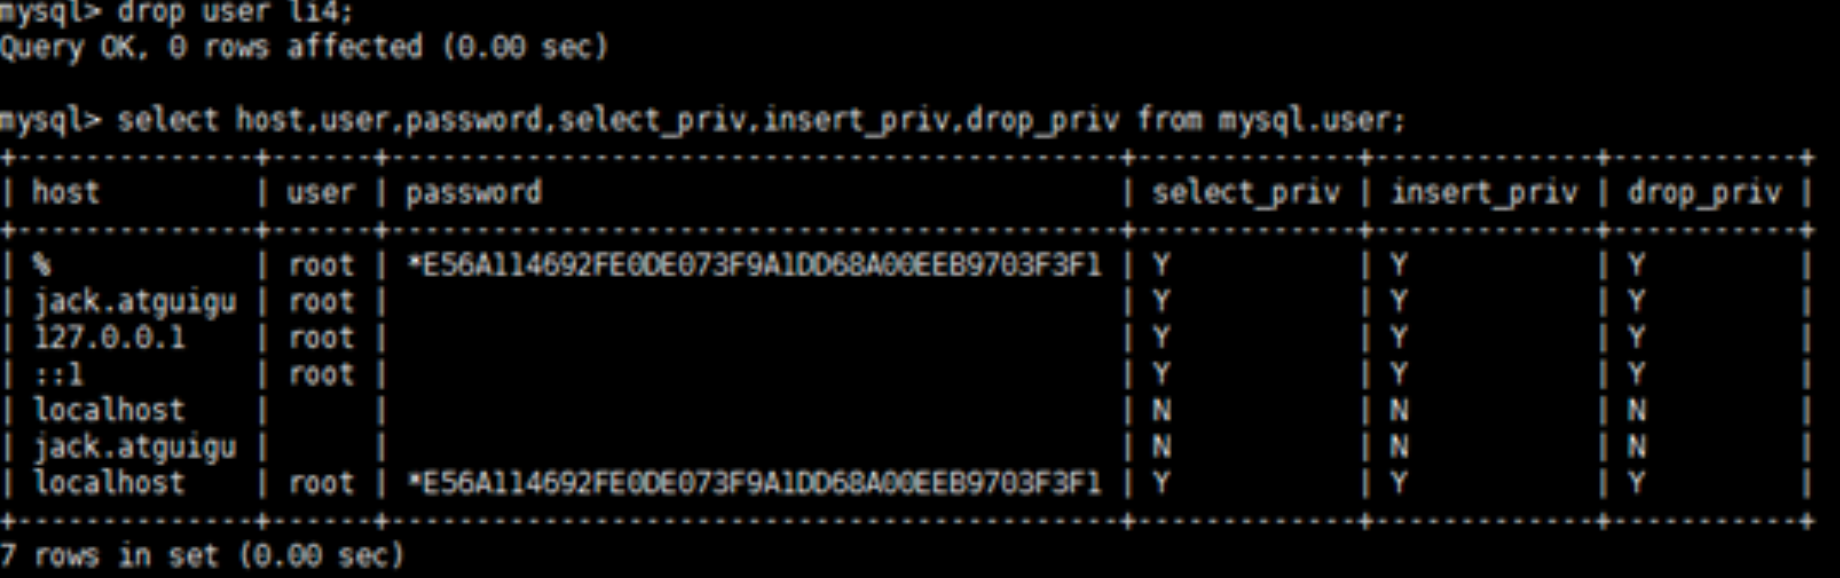 mysql> drop user li4;
Query OK, 0 rows affected (0.00 sec)
mysql> select host,user,password,select_priv,insert_priv,drop_priv from mysql.user;
+--------------+------+-------------------------------------------+-------------+-------------+-----------+
| host         | user | password                                  | select_priv | insert_priv | drop_priv |
+--------------+------+-------------------------------------------+-------------+-------------+-----------+
| %            | root | *E56A114692FE0DE073F9A1DD68A00EEB9703F3F1 | Y           | Y           | Y         |
| jack.atguigu | root |                                           | Y           | Y           | Y         |
| 127.0.0.1    | root |                                           | Y           | Y           | Y         |
| ::1          | root |                                           | Y           | Y           | Y         |
| localhost    |      |                                           | N           | N           | N         |
| jack.atguigu |      |                                           | N           | N           | N         |
| localhost    | root | *E56A114692FE0DE073F9A1DD68A00EEB9703F3F1 | Y           | Y           | Y         |
+--------------+------+-------------------------------------------+-------------+-------------+-----------+
7 rows in set (0.00 sec)